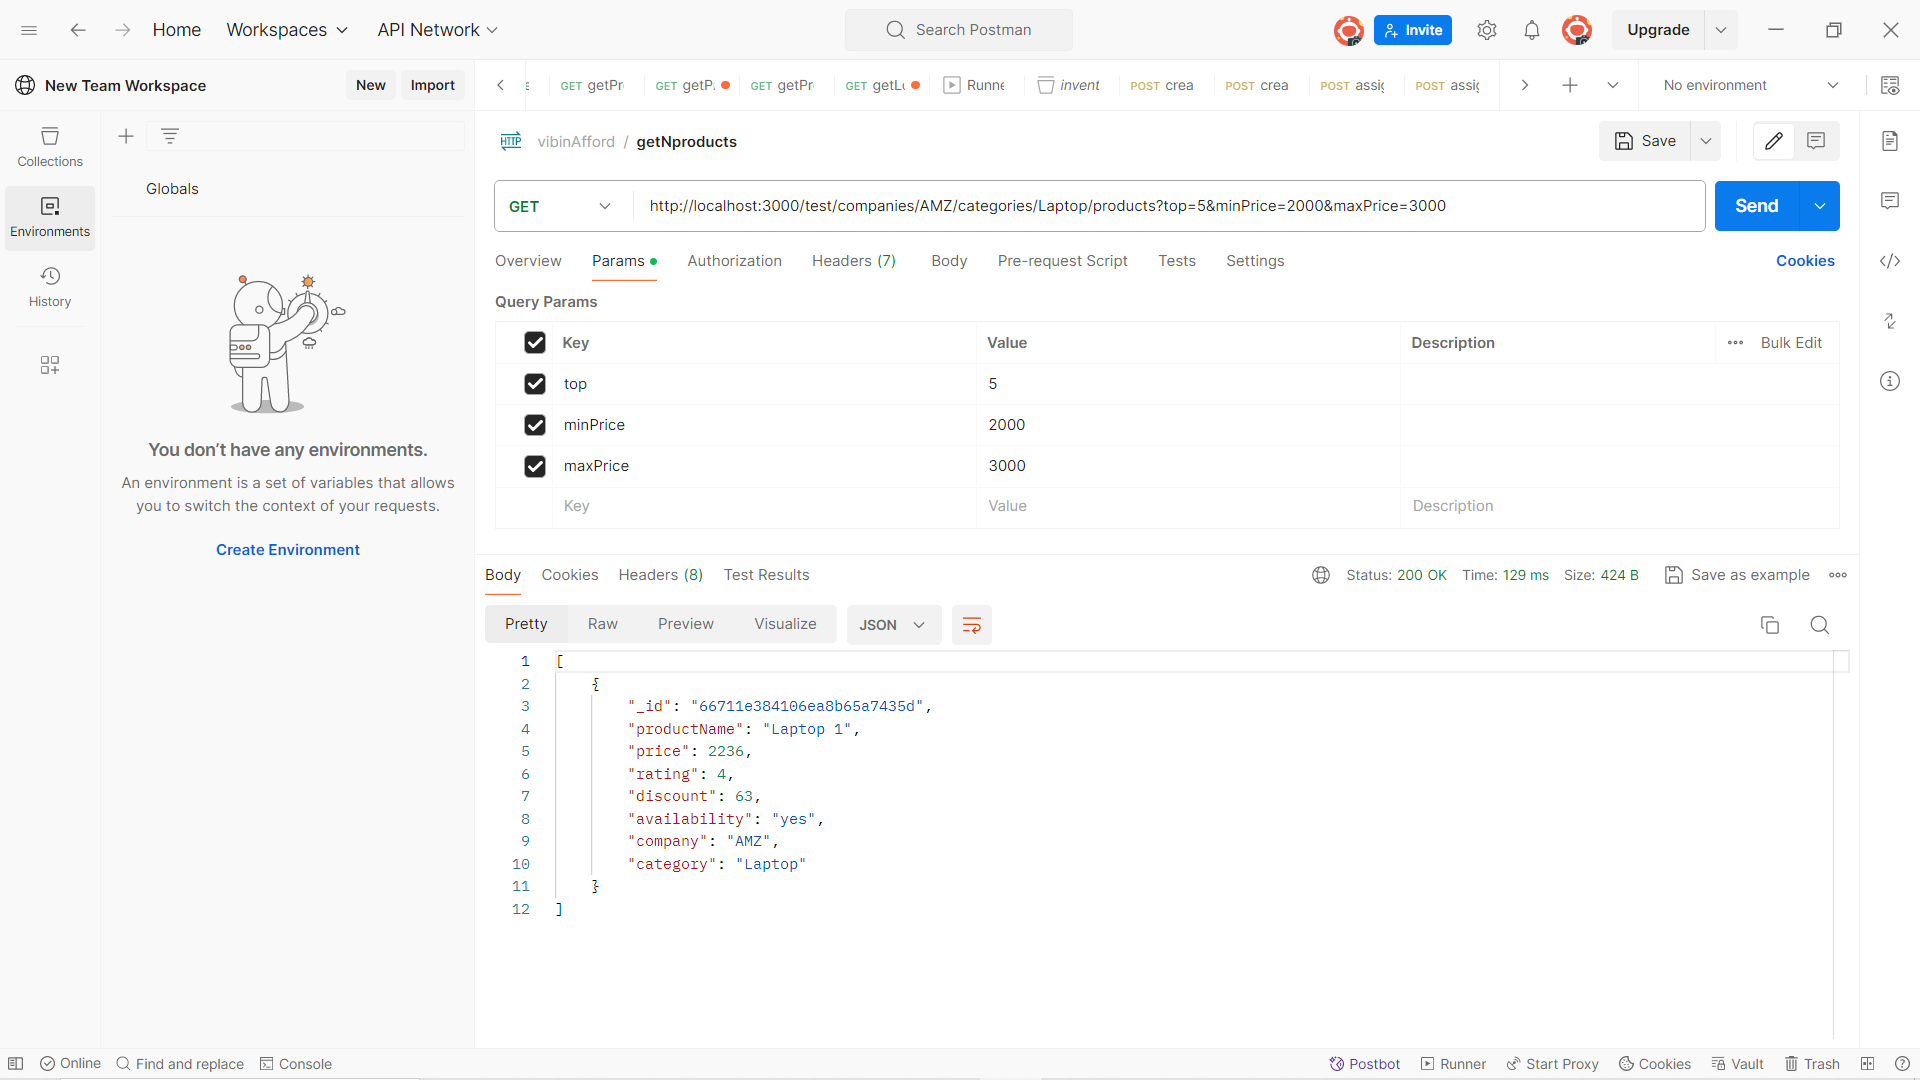 Home Workspaces API Network Search Postman Invite Upgrade
New Team Workspace New Import GET getPr GET getP. GET getPr GET getLo Runne invent POST crea POST crea POST assig POST assig No environment
Collections
Environments
History
Globals
You don’t have any environments.
An environment is a set of variables that allows
you to switch the context of your requests.
Create Environment
HTTP vibinAfford / getNproducts Save
GET http://localhost:3000/test/companies/AMZ/categories/Laptop/products?top=5&minPrice=2000&maxPrice=3000 Send
Overview Params Authorization Headers (7) Body Pre-request Script Tests Settings Cookies
Query Params
Key Value Description Bulk Edit
top 5
minPrice 2000
maxPrice 3000
Key Value Description
Body Cookies Headers (8) Test Results Status: 200 OK Time: 129 ms Size: 424 B Save as example
Pretty Raw Preview Visualize JSON
1 [
2 {
3 "_id": "66711e384106ea8b65a7435d",
4 "productName": "Laptop 1",
5 "price": 2236,
6 "rating": 4,
7 "discount": 63,
8 "availability": "yes",
9 "company": "AMZ",
10 "category": "Laptop"
11 }
12 ]
Online Find and replace Console Postbot Runner Start Proxy Cookies Vault Trash